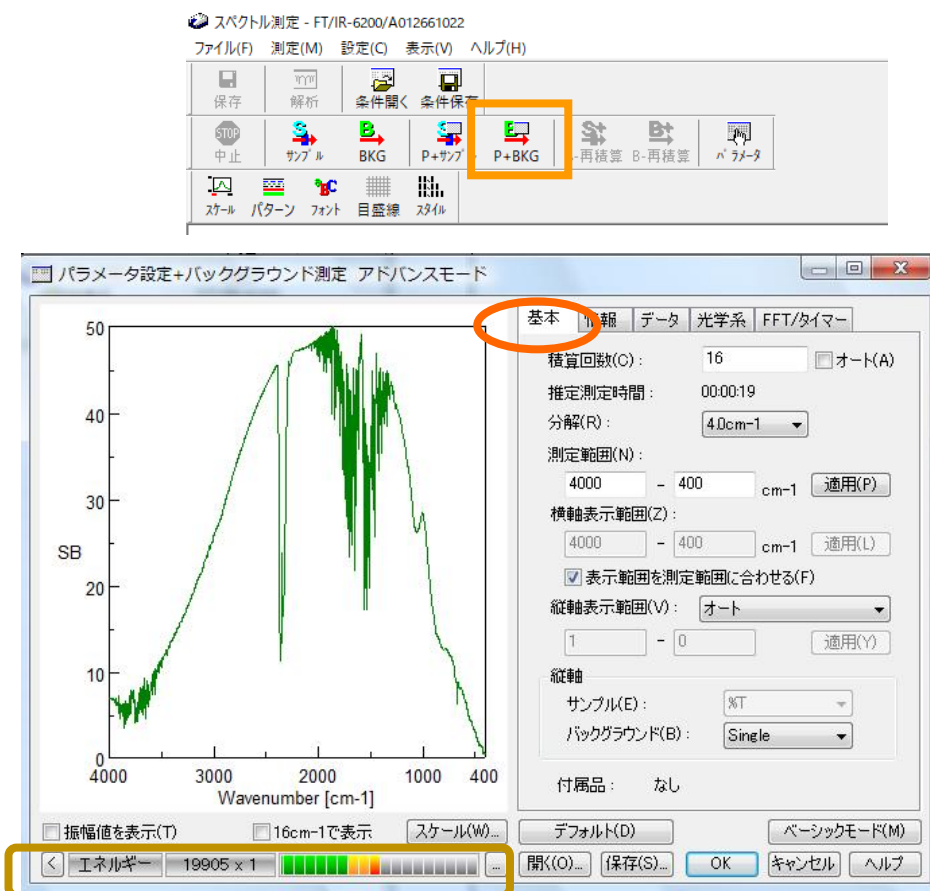 スペクトル測定 - FT/IR-6200/A012661022
ファイル(F) 測定(M) 設定(C) 表示(V) ヘルプ(H)
保存 解析 条件開く 条件保存
STOP
中止 サンプル BKG P+サンプル P+BKG S-再積算 B-再積算 パラメータ
スケール パターン フォント 目盛線 スタイル
パラメータ設定+バックグラウンド測定 アドバンスモード
基本 情報 データ 光学系 FFT/タイマー
積算回数(C): 16 オート(A)
推定測定時間: 00:00:19
分解(R): 4.0cm-1
測定範囲(N):
4000 - 400 cm-1 適用(P)
横軸表示範囲(Z):
4000 - 400 cm-1 適用(L)
表示範囲を測定範囲に合わせる(F)
縦軸表示範囲(V): オート
1 - 0 適用(Y)
縦軸
サンプル(E): %T
バックグラウンド(B): Single
付属品: なし
50
40
30
SB
20
10
0
4000 3000 2000 1000 400
Wavenumber [cm-1]
振幅値を表示(T) 16cm-1で表示 スケール(W)... デフォルト(D) ベーシックモード(M)
< エネルギー 19905 x 1 ... 開く(O)... 保存(S)... OK キャンセル ヘルプ